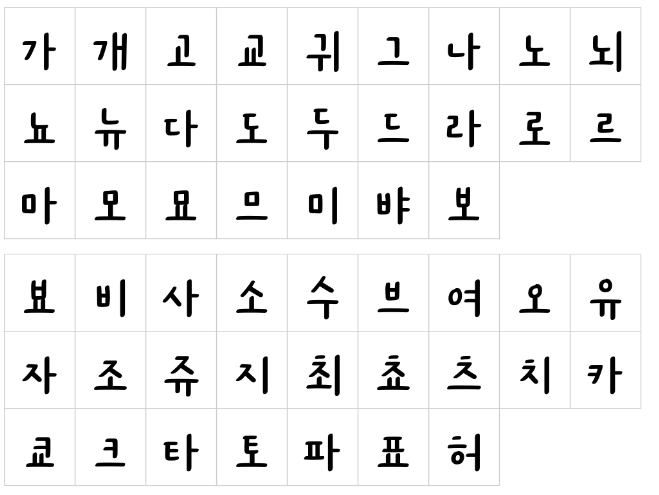 가 개 고 교 귀 그 나 노 뇌
뇨 뉴 다 도 두 드 라 로 르
마 모 묘 므 미 뱌 보
뵤 비 사 소 수 브 여 오 유
자 조 쥬 지 최 쵸 츠 치 카
쿄 크 타 토 파 표 허